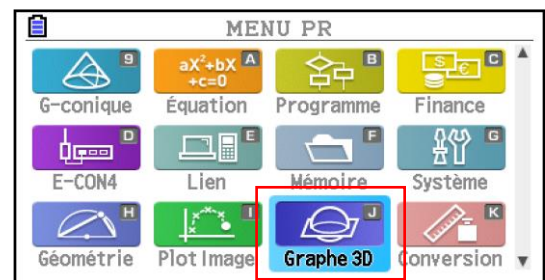 MENU PR
9 A B C
aX²+bX
+c=0
$ €
G-conique Équation Programme Finance
D E F G
E-CON4 Lien Mémoire Système
H I J K
Géométrie Plot Image Graphe 3D Conversion